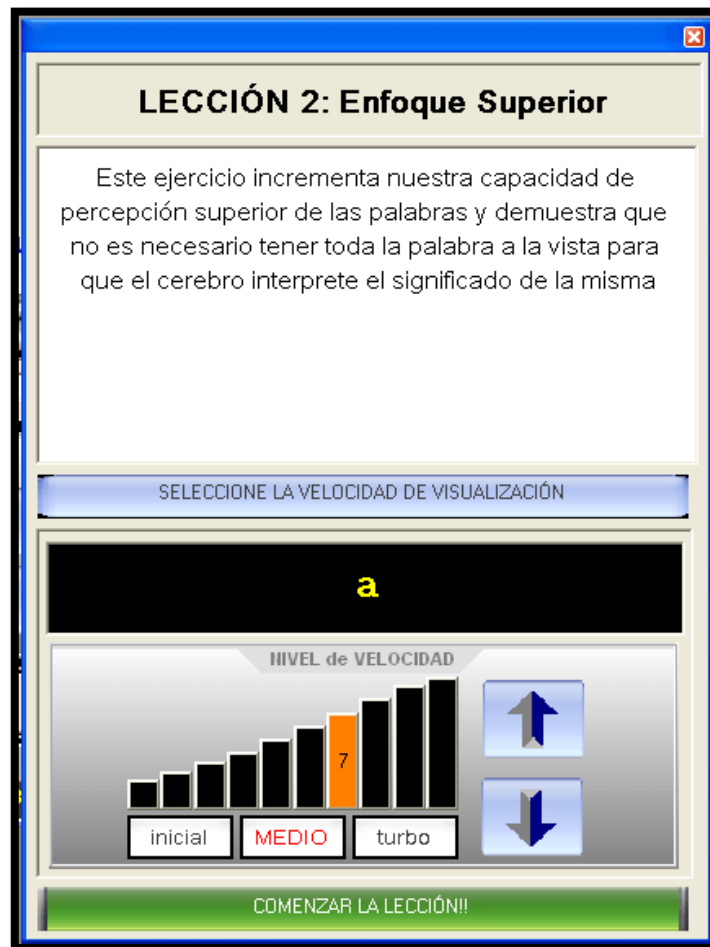 LECCIÓN 2: Enfoque Superior
Este ejercicio incrementa nuestra capacidad de
percepción superior de las palabras y demuestra que
no es necesario tener toda la palabra a la vista para
que el cerebro interprete el significado de la misma
SELECCIONE LA VELOCIDAD DE VISUALIZACIÓN
a
NIVEL de VELOCIDAD
7
inicial MEDIO turbo
COMENZAR LA LECCIÓN!!